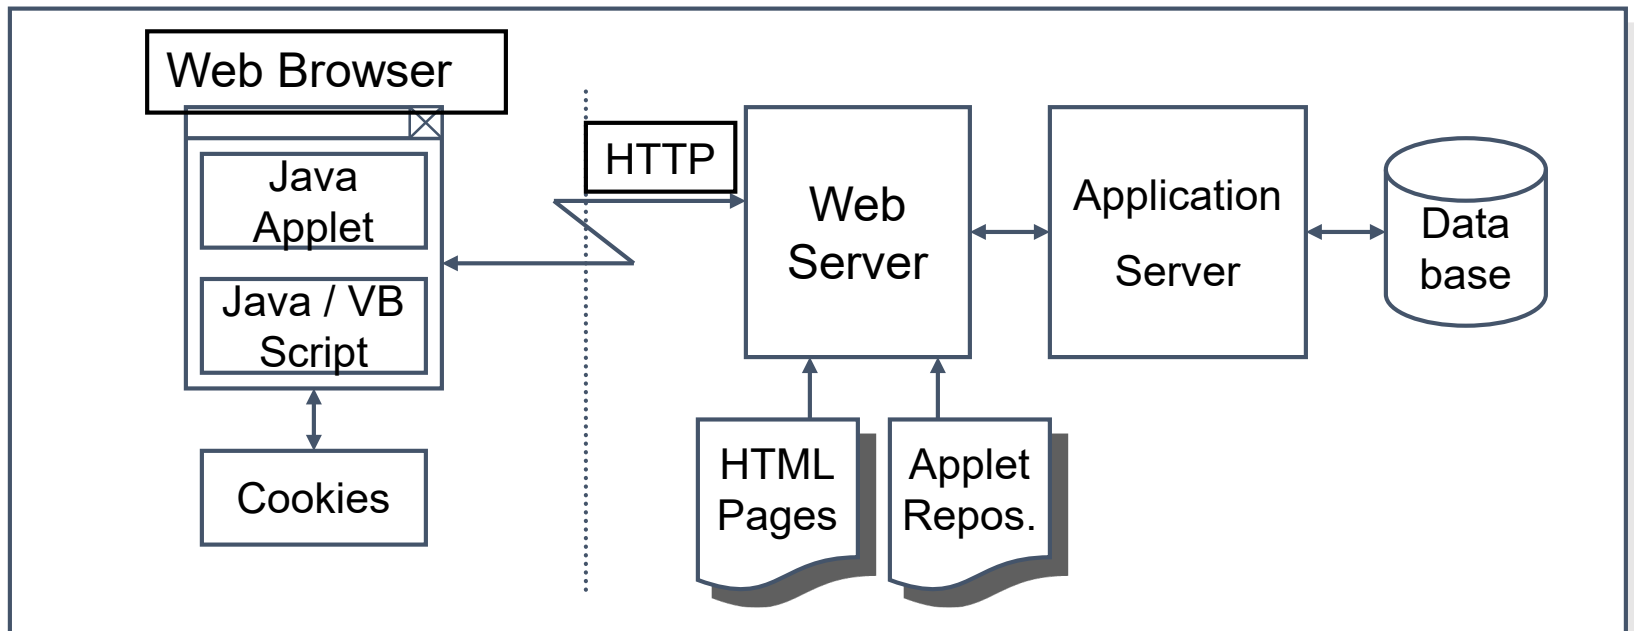 Web Browser
Java
Applet
Java / VB
Script
Cookies
HTTP
Web
Server
Application
Server
Data
base
HTML
Pages
Applet
Repos.